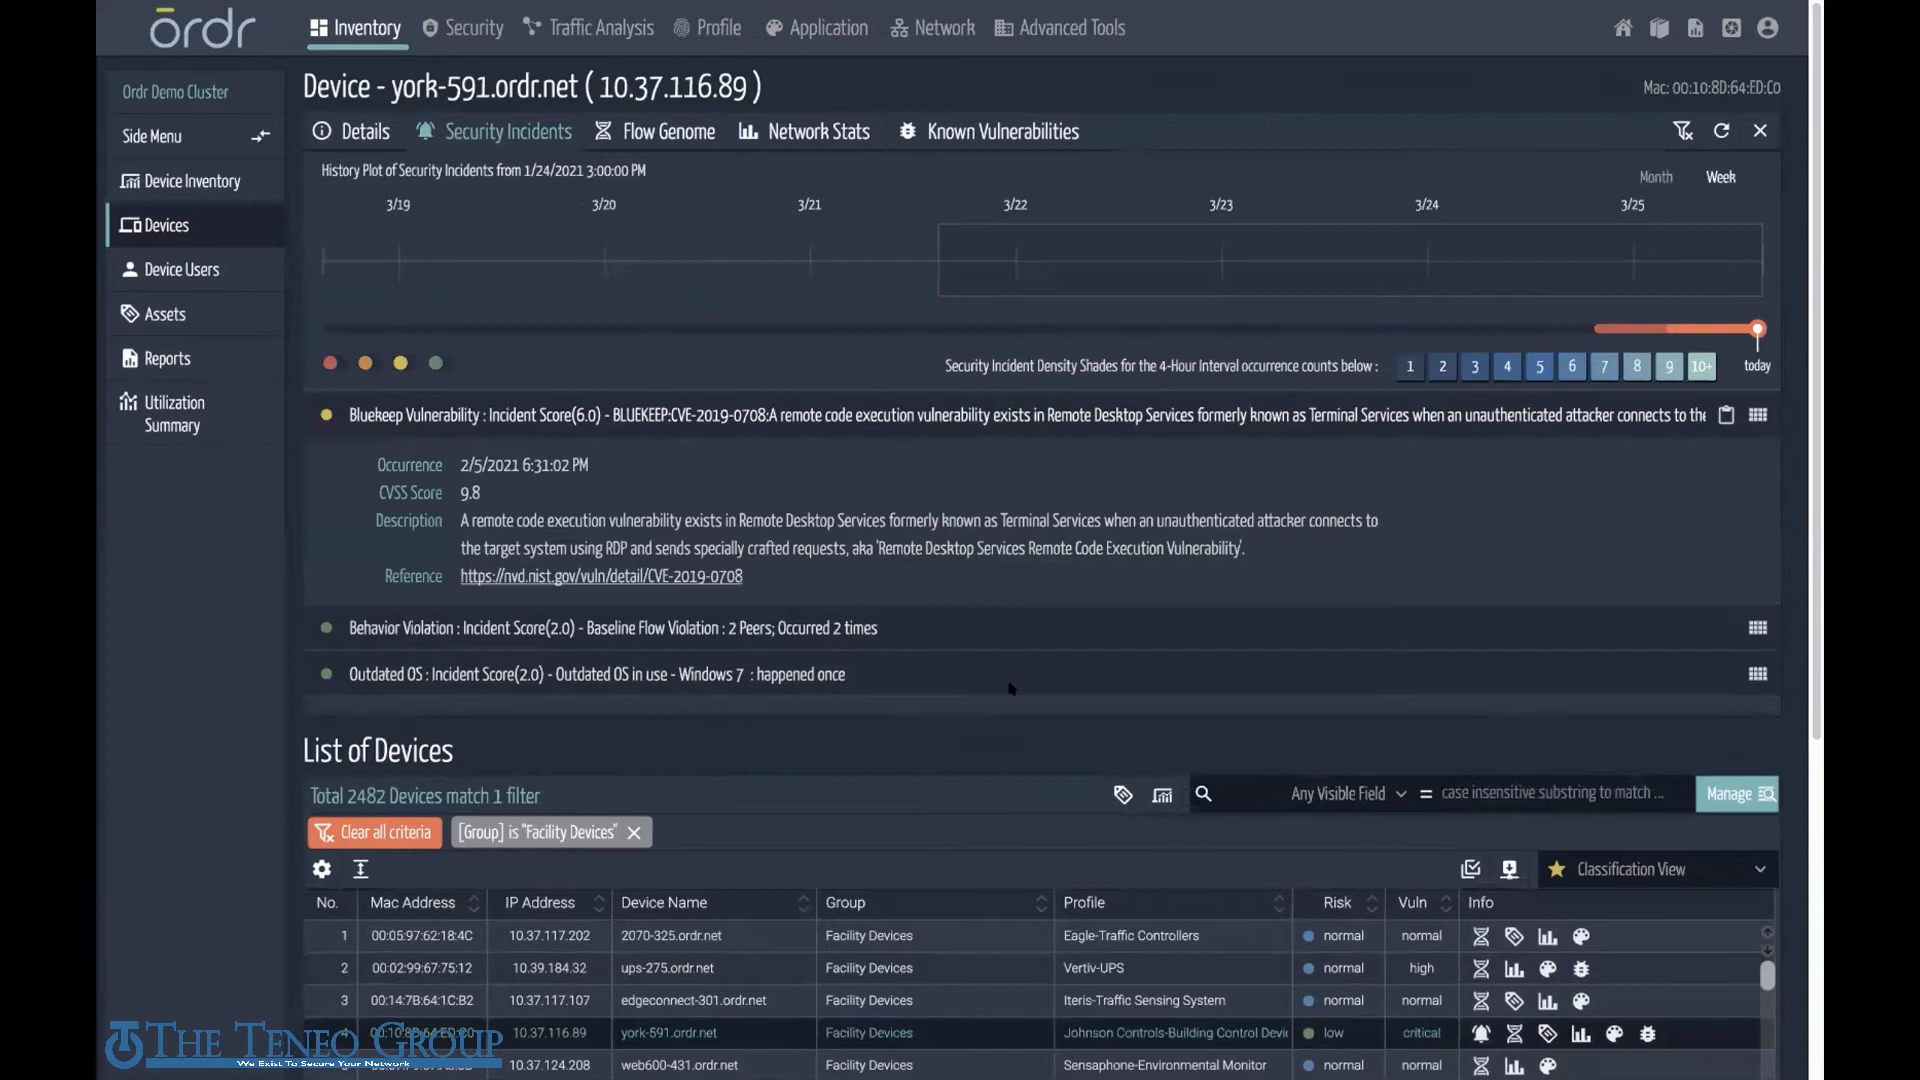 ordr
Inventory
Security
Traffic Analysis
Profile
Application
Network
Advanced Tools
Ordr Demo Cluster
Side Menu
Device Inventory
Devices
Device Users
Assets
Reports
Utilization
Summary
Device - york-591.ordr.net ( 10.37.116.89 )
Mac: 00:10:8D:64:ED:C0
Details
Security Incidents
Flow Genome
Network Stats
Known Vulnerabilities
History Plot of Security Incidents from 1/24/2021 3:00:00 PM
Month
Week
3/19 3/20 3/21 3/22 3/23 3/24 3/25
Security Incident Density Shades for the 4-Hour Interval occurrence counts below :
1 2 3 4 5 6 7 8 9 10+
today
Bluekeep Vulnerability : Incident Score(6.0) - BLUEKEEP:CVE-2019-0708:A remote code execution vulnerability exists in Remote Desktop Services formerly known as Terminal Services when an unauthenticated attacker connects to the
Occurrence 2/5/2021 6:31:02 PM
CVSS Score 9.8
Description A remote code execution vulnerability exists in Remote Desktop Services formerly known as Terminal Services when an unauthenticated attacker connects to
the target system using RDP and sends specially crafted requests, aka 'Remote Desktop Services Remote Code Execution Vulnerability'.
Reference https://nvd.nist.gov/vuln/detail/CVE-2019-0708
Behavior Violation : Incident Score(2.0) - Baseline Flow Violation : 2 Peers; Occurred 2 times
Outdated OS : Incident Score(2.0) - Outdated OS in use - Windows 7 : happened once
List of Devices
Total 2482 Devices match 1 filter
Any Visible Field = case insensitive substring to match ...
Manage
Clear all criteria
[Group] is "Facility Devices"
Classification View
No. Mac Address IP Address Device Name Group Profile Risk Vuln Info
1 00:05:97:62:18:4C 10.37.117.202 2070-325.ordr.net Facility Devices Eagle-Traffic Controllers normal normal
2 00:02:99:67:75:12 10.39.184.32 ups-275.ordr.net Facility Devices Vertiv-UPS normal high
3 00:14:7B:64:1C:B2 10.37.117.107 edgeconnect-301.ordr.net Facility Devices Iteris-Traffic Sensing System normal normal
10.37.116.89 york-591.ordr.net Facility Devices Johnson Controls-Building Control Devi low critical
10.37.124.208 web600-431.ordr.net Facility Devices Sensaphone-Environmental Monitor normal normal
The Teneo Group
We Exist To Secure Your Network